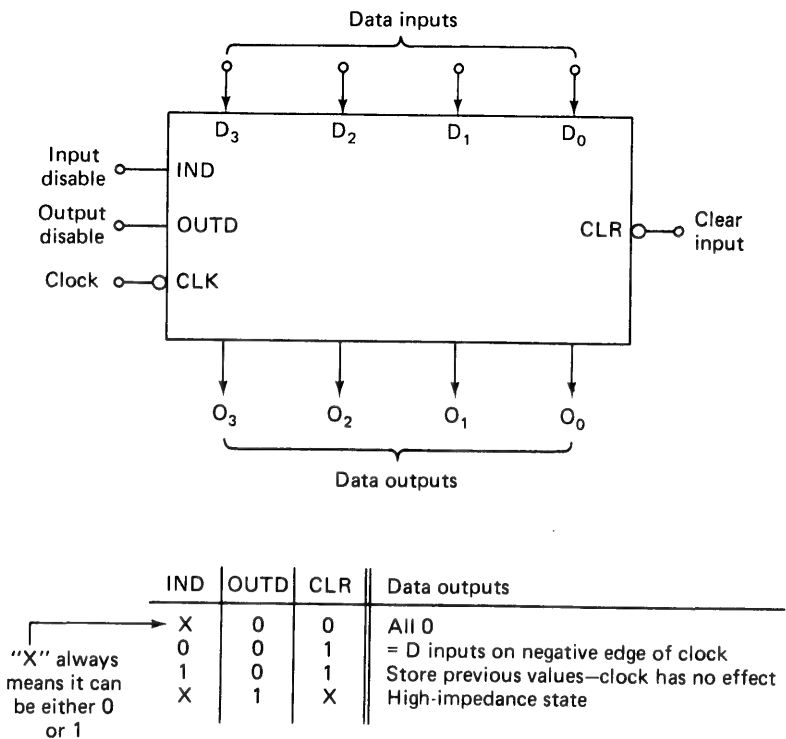 Data inputs
D₃ D₂ D₁ D₀
Input
disable
IND
Output
disable
OUTD
CLR
Clear
input
Clock
CLK
O₃ O₂ O₁ O₀
Data outputs
IND OUTD CLR Data outputs
X 0 0 All 0
0 0 1 = D inputs on negative edge of clock
1 0 1 Store previous values—clock has no effect
X 1 X High-impedance state
"X" always
means it can
be either 0
or 1